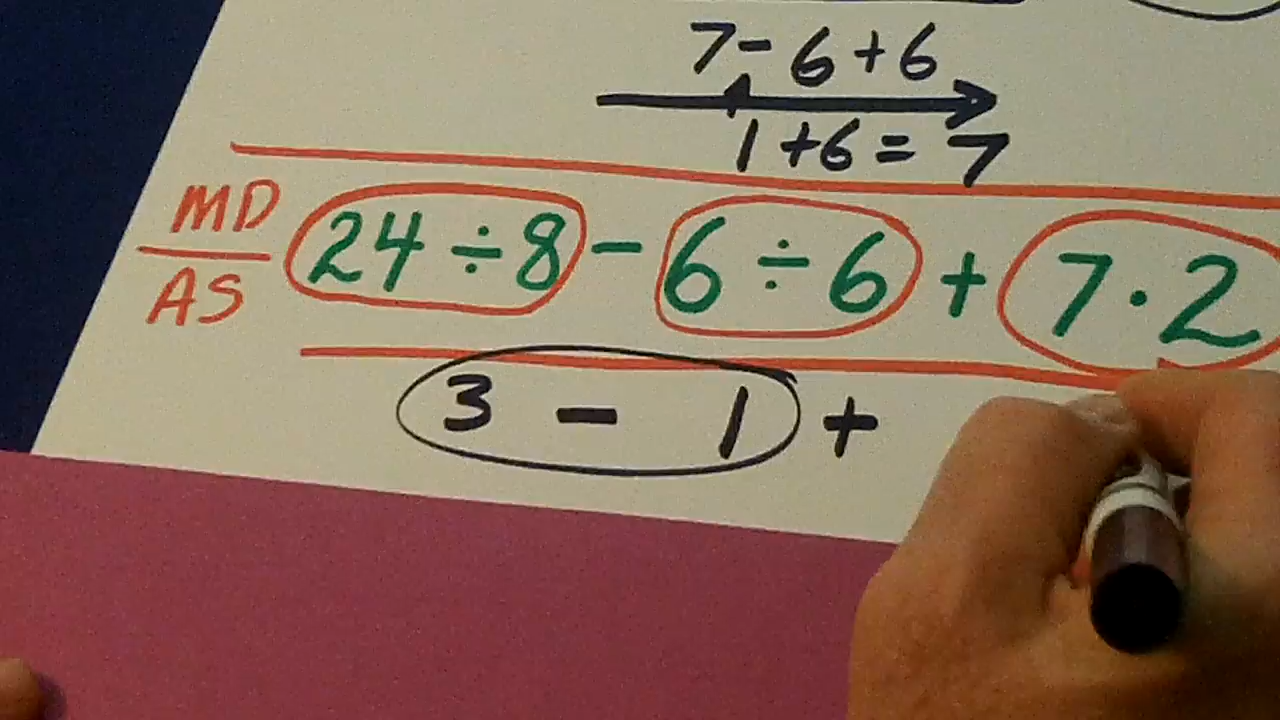 7 - 6 + 6
1 + 6 = 7
MD
24 ÷ 8 - 6 ÷ 6 + 7 · 2
AS
3 - 1 +